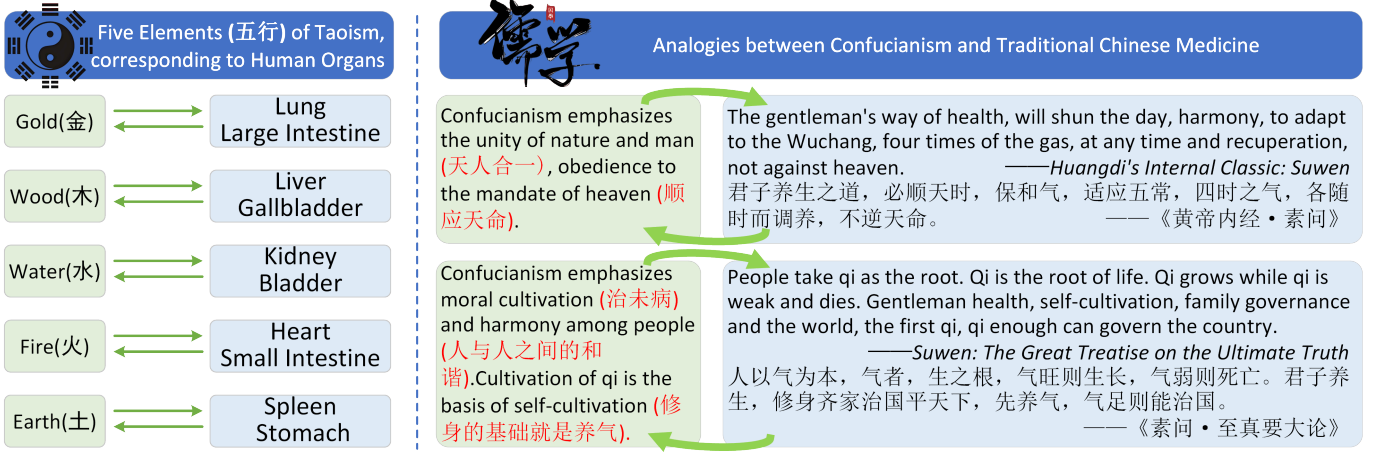 Five Elements (五行) of Taoism,
corresponding to Human Organs
Gold(金)
Lung
Large Intestine
Wood(木)
Liver
Gallbladder
Water(水)
Kidney
Bladder
Fire(火)
Heart
Small Intestine
Earth(土)
Spleen
Stomach
儒学
Analogies between Confucianism and Traditional Chinese Medicine
Confucianism emphasizes
the unity of nature and man
(天人合一), obedience to
the mandate of heaven (顺
应天命).
The gentleman's way of health, will shun the day, harmony, to adapt
to the Wuchang, four times of the gas, at any time and recuperation,
not against heaven. ——Huangdi's Internal Classic: Suwen
君子养生之道，必顺天时，保和气，适应五常，四时之气，各随
时而调养，不逆天命。 ——《黄帝内经·素问》
Confucianism emphasizes
moral cultivation (治未病)
and harmony among people
(人与人之间的和
谐).Cultivation of qi is the
basis of self-cultivation (修
身的基础就是养气).
People take qi as the root. Qi is the root of life. Qi grows while qi is
weak and dies. Gentleman health, self-cultivation, family governance
and the world, the first qi, qi enough can govern the country.
——Suwen: The Great Treatise on the Ultimate Truth
人以气为本，气者，生之根，气旺则生长，气弱则死亡。君子养
生，修身齐家治国平天下，先养气，气足则能治国。
——《素问·至真要大论》